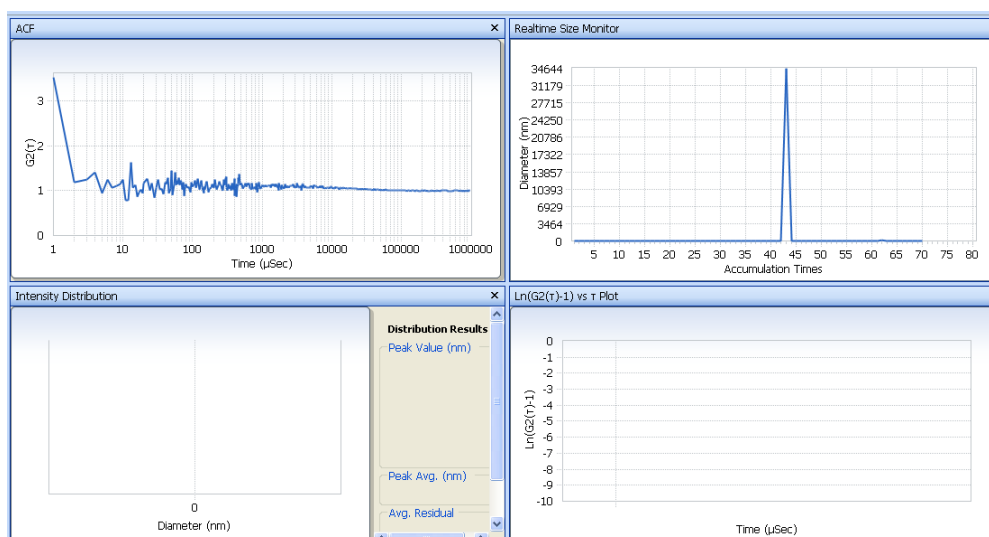 ACF ×
3
2
1
0
G2(τ)
1 10 100 1000 10000 100000 1000000
Time (µSec)
Realtime Size Monitor
34644
31179
27715
24250
20786
17322
13857
10393
6929
3464
0
Diameter (nm)
5 10 15 20 25 30 35 40 45 50 55 60 65 70 75 80
Accumulation Times
Intensity Distribution ×
0
Diameter (nm)
Distribution Results
Peak Value (nm)
Peak Avg. (nm)
Avg. Residual
Ln(G2(τ)-1) vs τ Plot
0
-1
-2
-3
-4
-5
-6
-7
-8
-9
-10
Ln(G2(τ)-1)
Time (µSec)